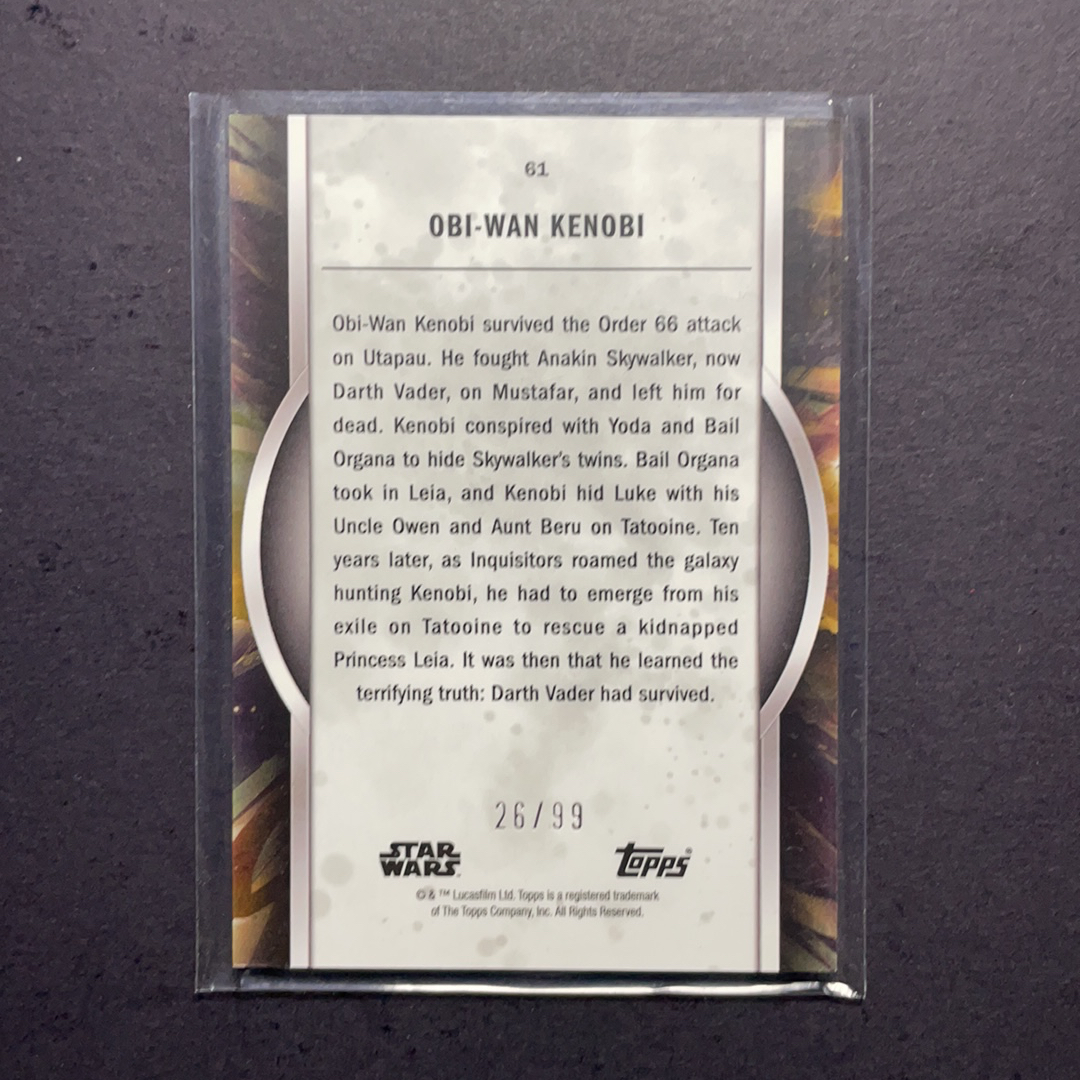 61
OBI-WAN KENOBI
Obi-Wan Kenobi survived the Order 66 attack
on Utapau. He fought Anakin Skywalker, now
Darth Vader, on Mustafar, and left him for
dead. Kenobi conspired with Yoda and Bail
Organa to hide Skywalker's twins. Bail Organa
took in Leia, and Kenobi hid Luke with his
Uncle Owen and Aunt Beru on Tatooine. Ten
years later, as Inquisitors roamed the galaxy
hunting Kenobi, he had to emerge from his
exile on Tatooine to rescue a kidnapped
Princess Leia. It was then that he learned the
terrifying truth: Darth Vader had survived.
26/99
STAR
WARS
Topps®
© & ™ Lucasfilm Ltd. Topps is a registered trademark
of The Topps Company, Inc. All Rights Reserved.